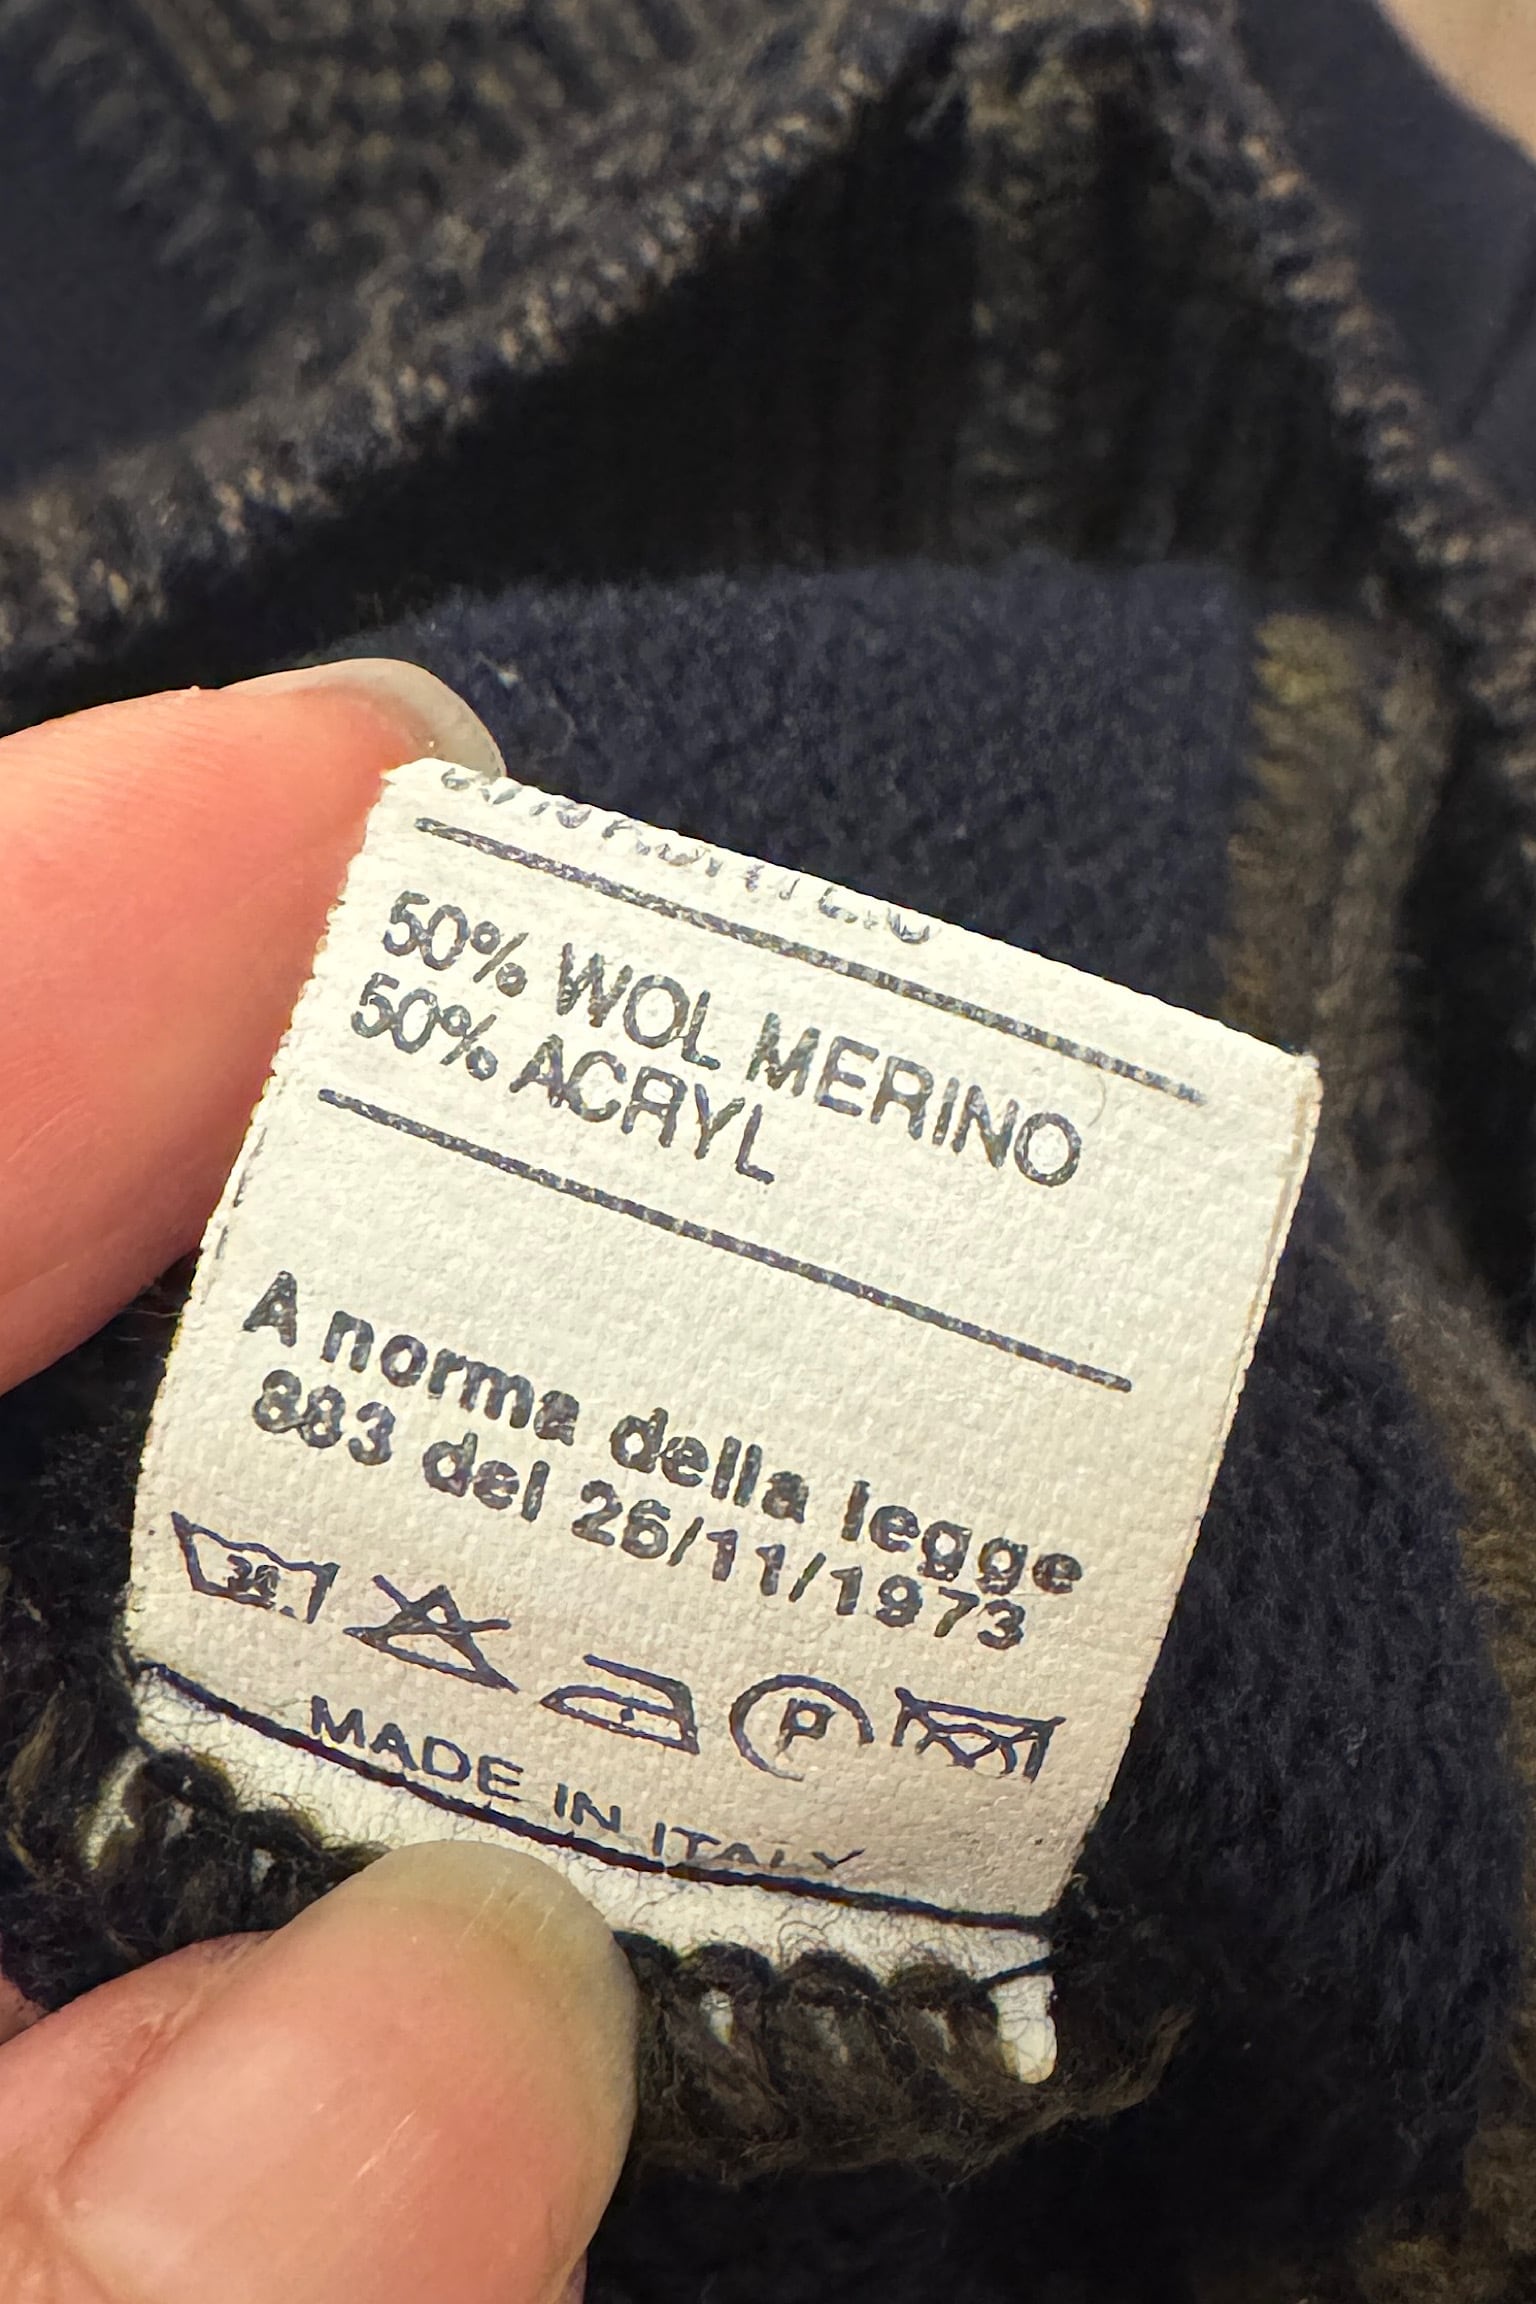 50% WOL MERINO
50% ACRYL
A norma della legge
883 del 26/11/1973
P
MADE IN ITALY